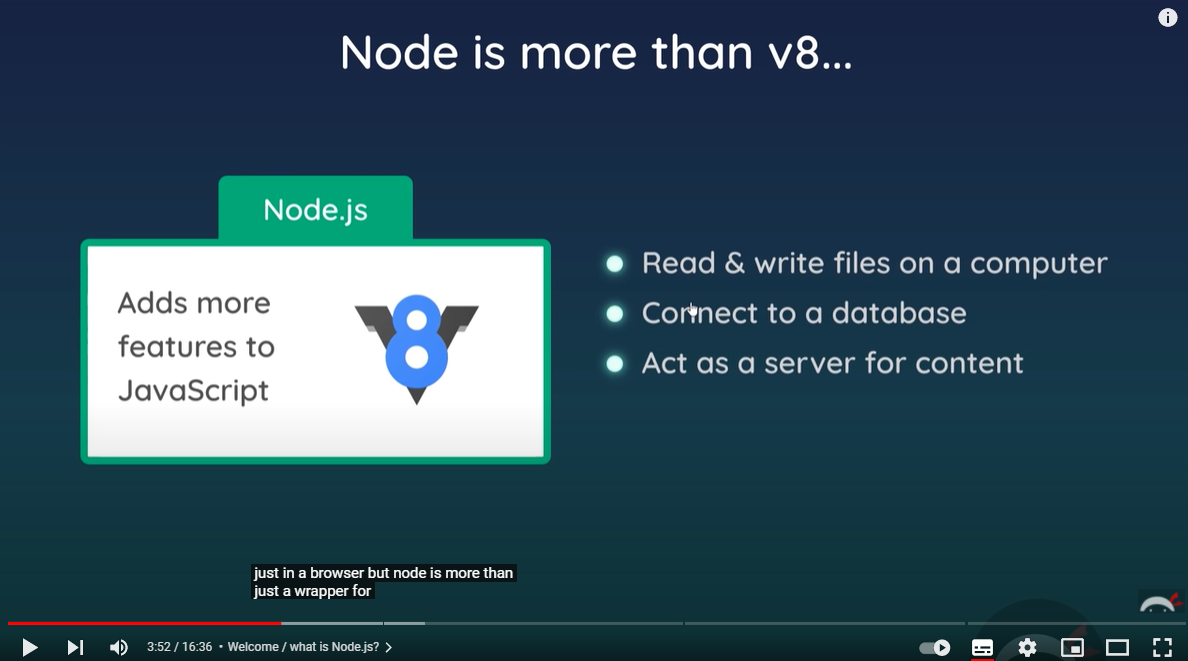 Node is more than v8...
Node.js
Adds more
features to
JavaScript
8
Read & write files on a computer
Connect to a database
Act as a server for content
just in a browser but node is more than
just a wrapper for
3:52 / 16:36 • Welcome / what is Node.js? >